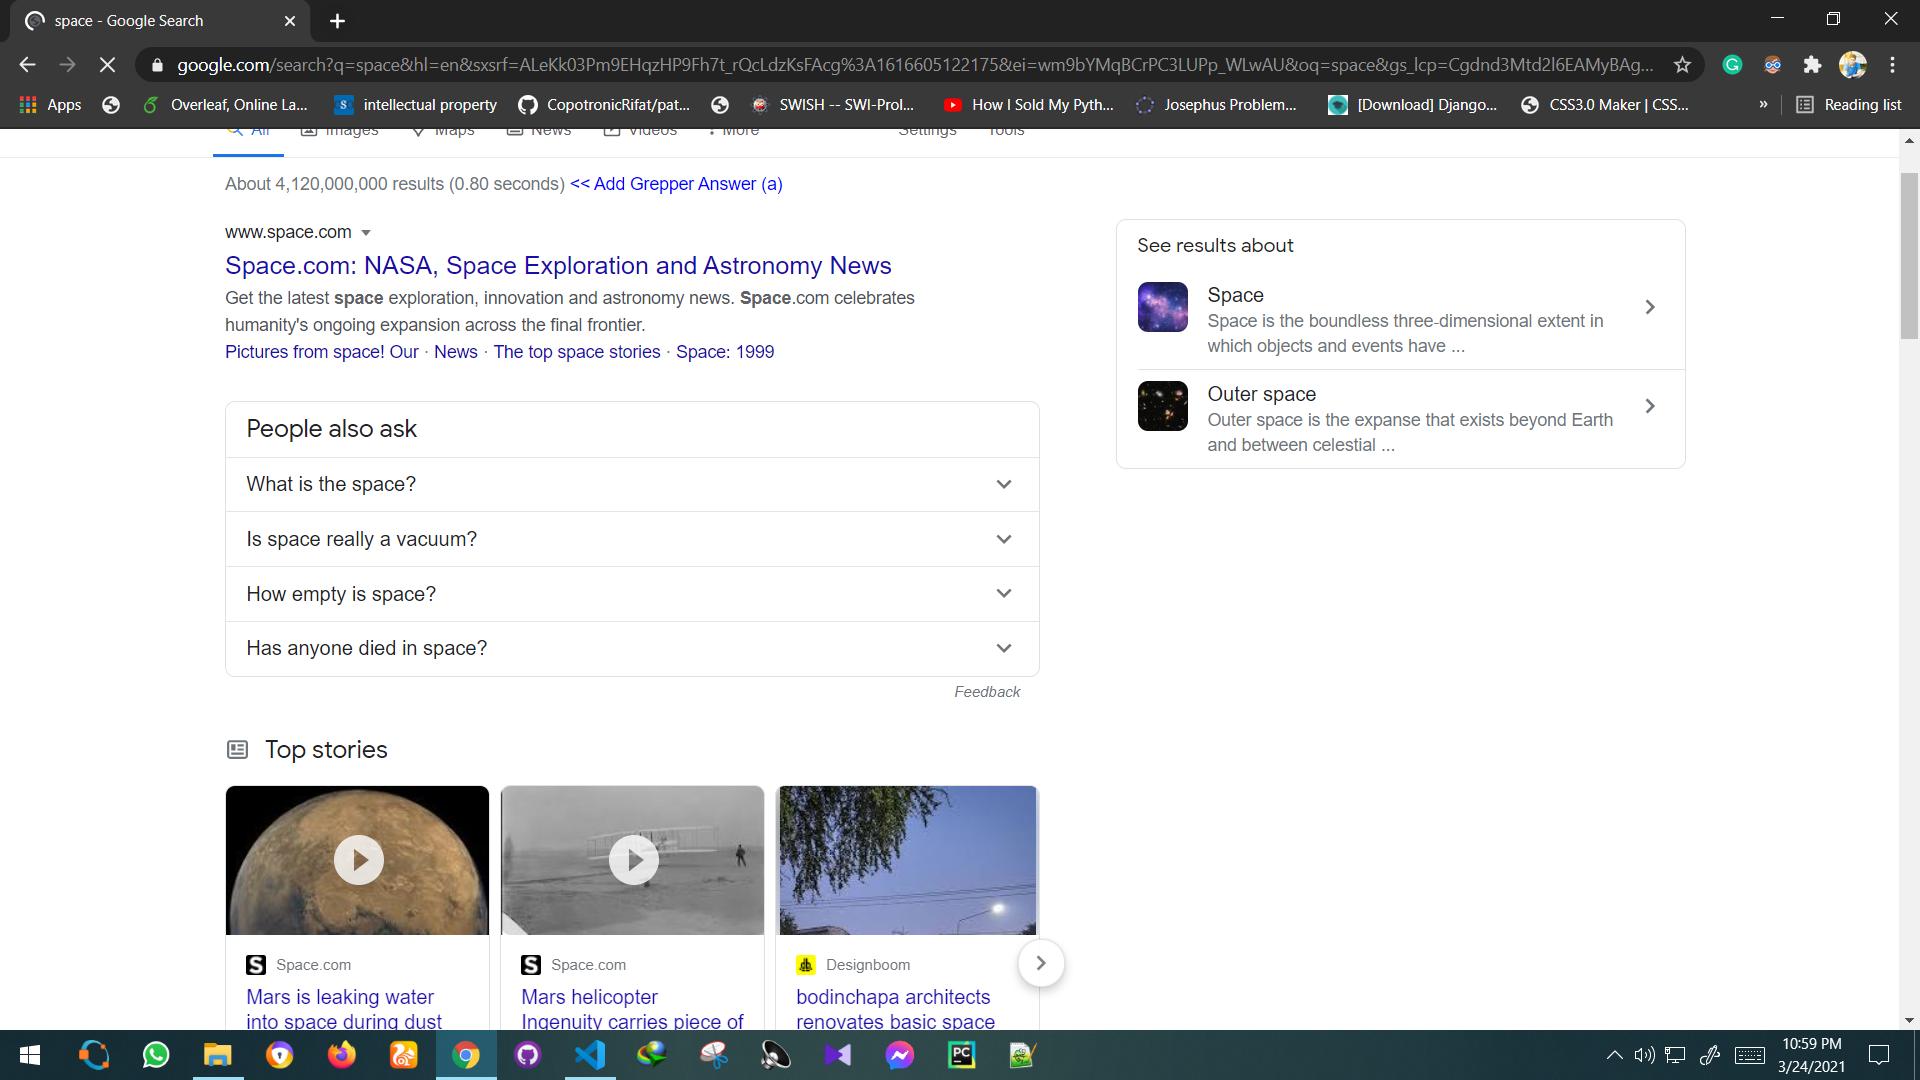 space - Google Search
google.com/search?q=space&hl=en&sxsrf=ALeKk03Pm9EHqzHP9Fh7t_rQcLdzKsFAcg%3A1616605122175&ei=wm9bYMqBCrPC3LUPp_WLwAU&oq=space&gs_lcp=Cgdnd3Mtd2l6EAMyBAg...
Apps Overleaf, Online La... intellectual property CopotronicRifat/pat... SWISH -- SWI-Prol... How I Sold My Pyth... Josephus Problem... [Download] Django... CSS3.0 Maker | CSS... » Reading list
All Images Maps News Videos More Settings Tools
About 4,120,000,000 results (0.80 seconds) << Add Grepper Answer (a)
www.space.com
Space.com: NASA, Space Exploration and Astronomy News
Get the latest space exploration, innovation and astronomy news. Space.com celebrates
humanity's ongoing expansion across the final frontier.
Pictures from space! Our · News · The top space stories · Space: 1999
People also ask
What is the space?
Is space really a vacuum?
How empty is space?
Has anyone died in space?
Feedback
See results about
Space
Space is the boundless three-dimensional extent in
which objects and events have ...
Outer space
Outer space is the expanse that exists beyond Earth
and between celestial ...
Top stories
Space.com
Mars is leaking water
into space during dust
Space.com
Mars helicopter
Ingenuity carries piece of
Designboom
bodinchapa architects
renovates basic space
10:59 PM
3/24/2021